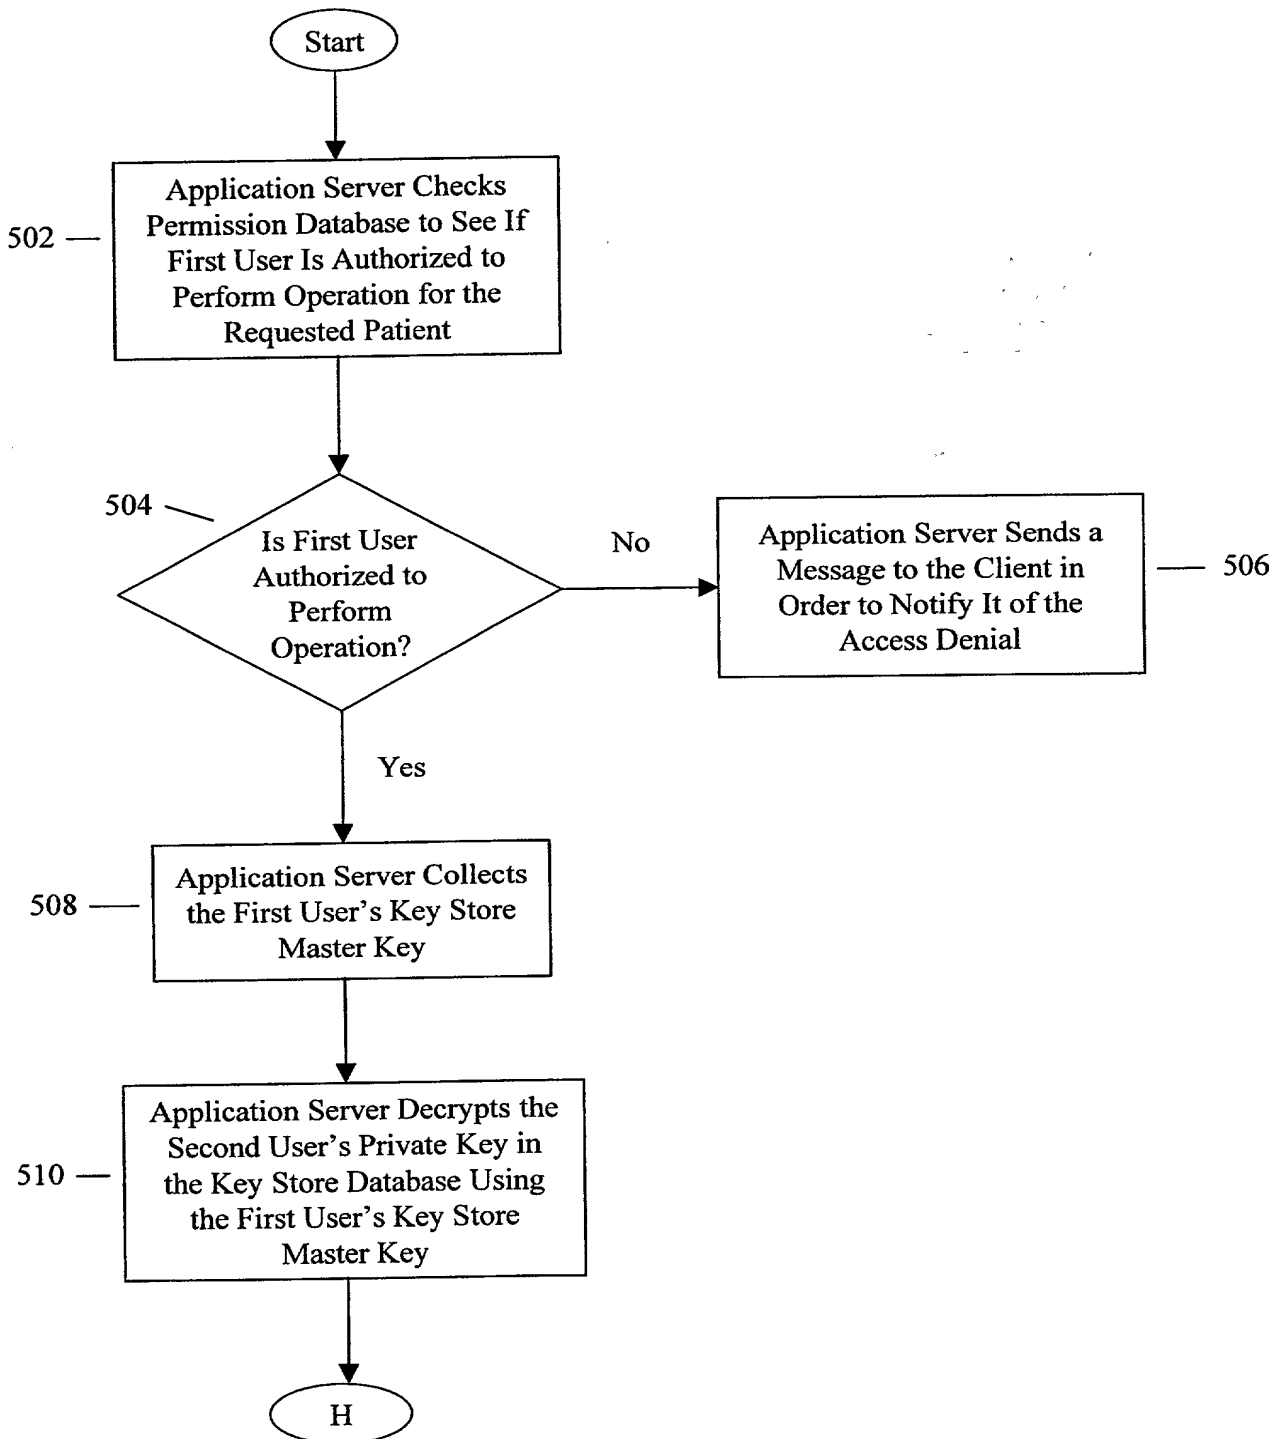 Start
502
Application Server Checks
Permission Database to See If
First User Is Authorized to
Perform Operation for the
Requested Patient
504
Is First User
Authorized to
Perform
Operation?
No
Application Server Sends a
Message to the Client in
Order to Notify It of the
Access Denial
506
Yes
508
Application Server Collects
the First User's Key Store
Master Key
510
Application Server Decrypts the
Second User's Private Key in
the Key Store Database Using
the First User's Key Store
Master Key
H